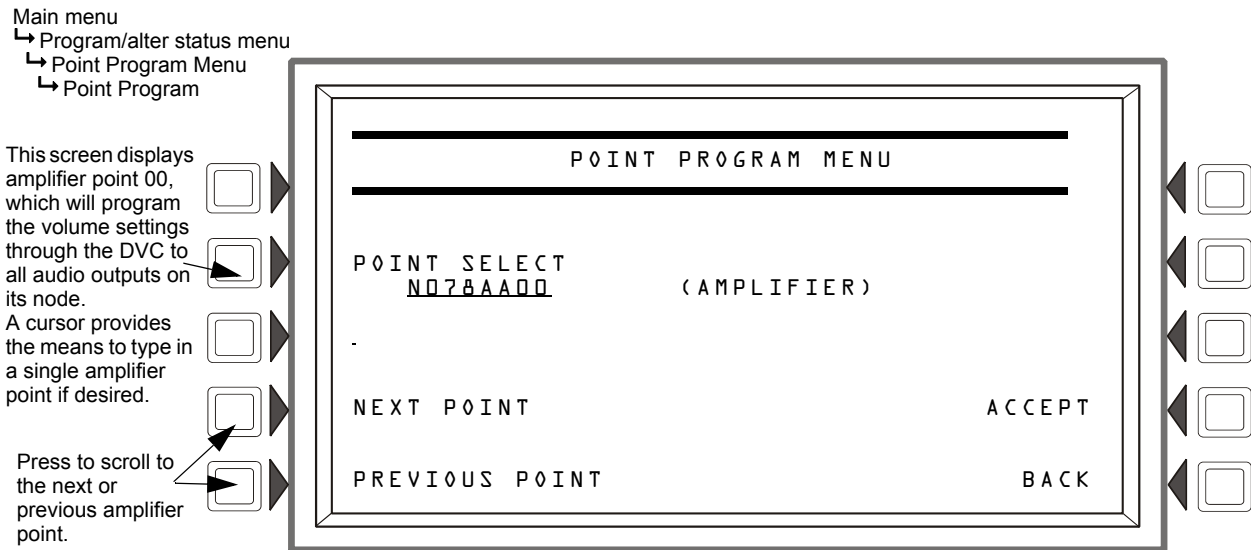 Main menu
Program/alter status menu
Point Program Menu
Point Program
This screen displays
amplifier point 00,
which will program
the volume settings
through the DVC to
all audio outputs on
its node.
A cursor provides
the means to type in
a single amplifier
point if desired.
Press to scroll to
the next or
previous amplifier
point.
POINT PROGRAM MENU
POINT SELECT
N078AA00 (AMPLIFIER)
NEXT POINT ACCEPT
PREVIOUS POINT BACK